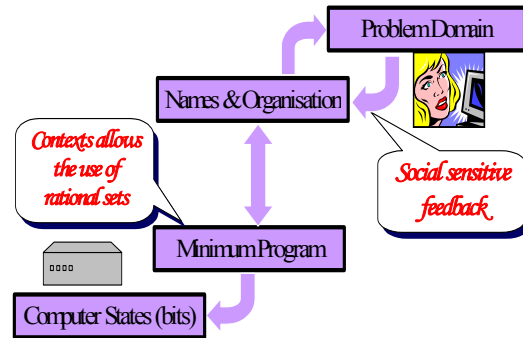 Problem Domain
Names & Organisation
Contexts allows
the use of
rational sets
Social sensitive
feedback
Minimum Program
Computer States (bits)